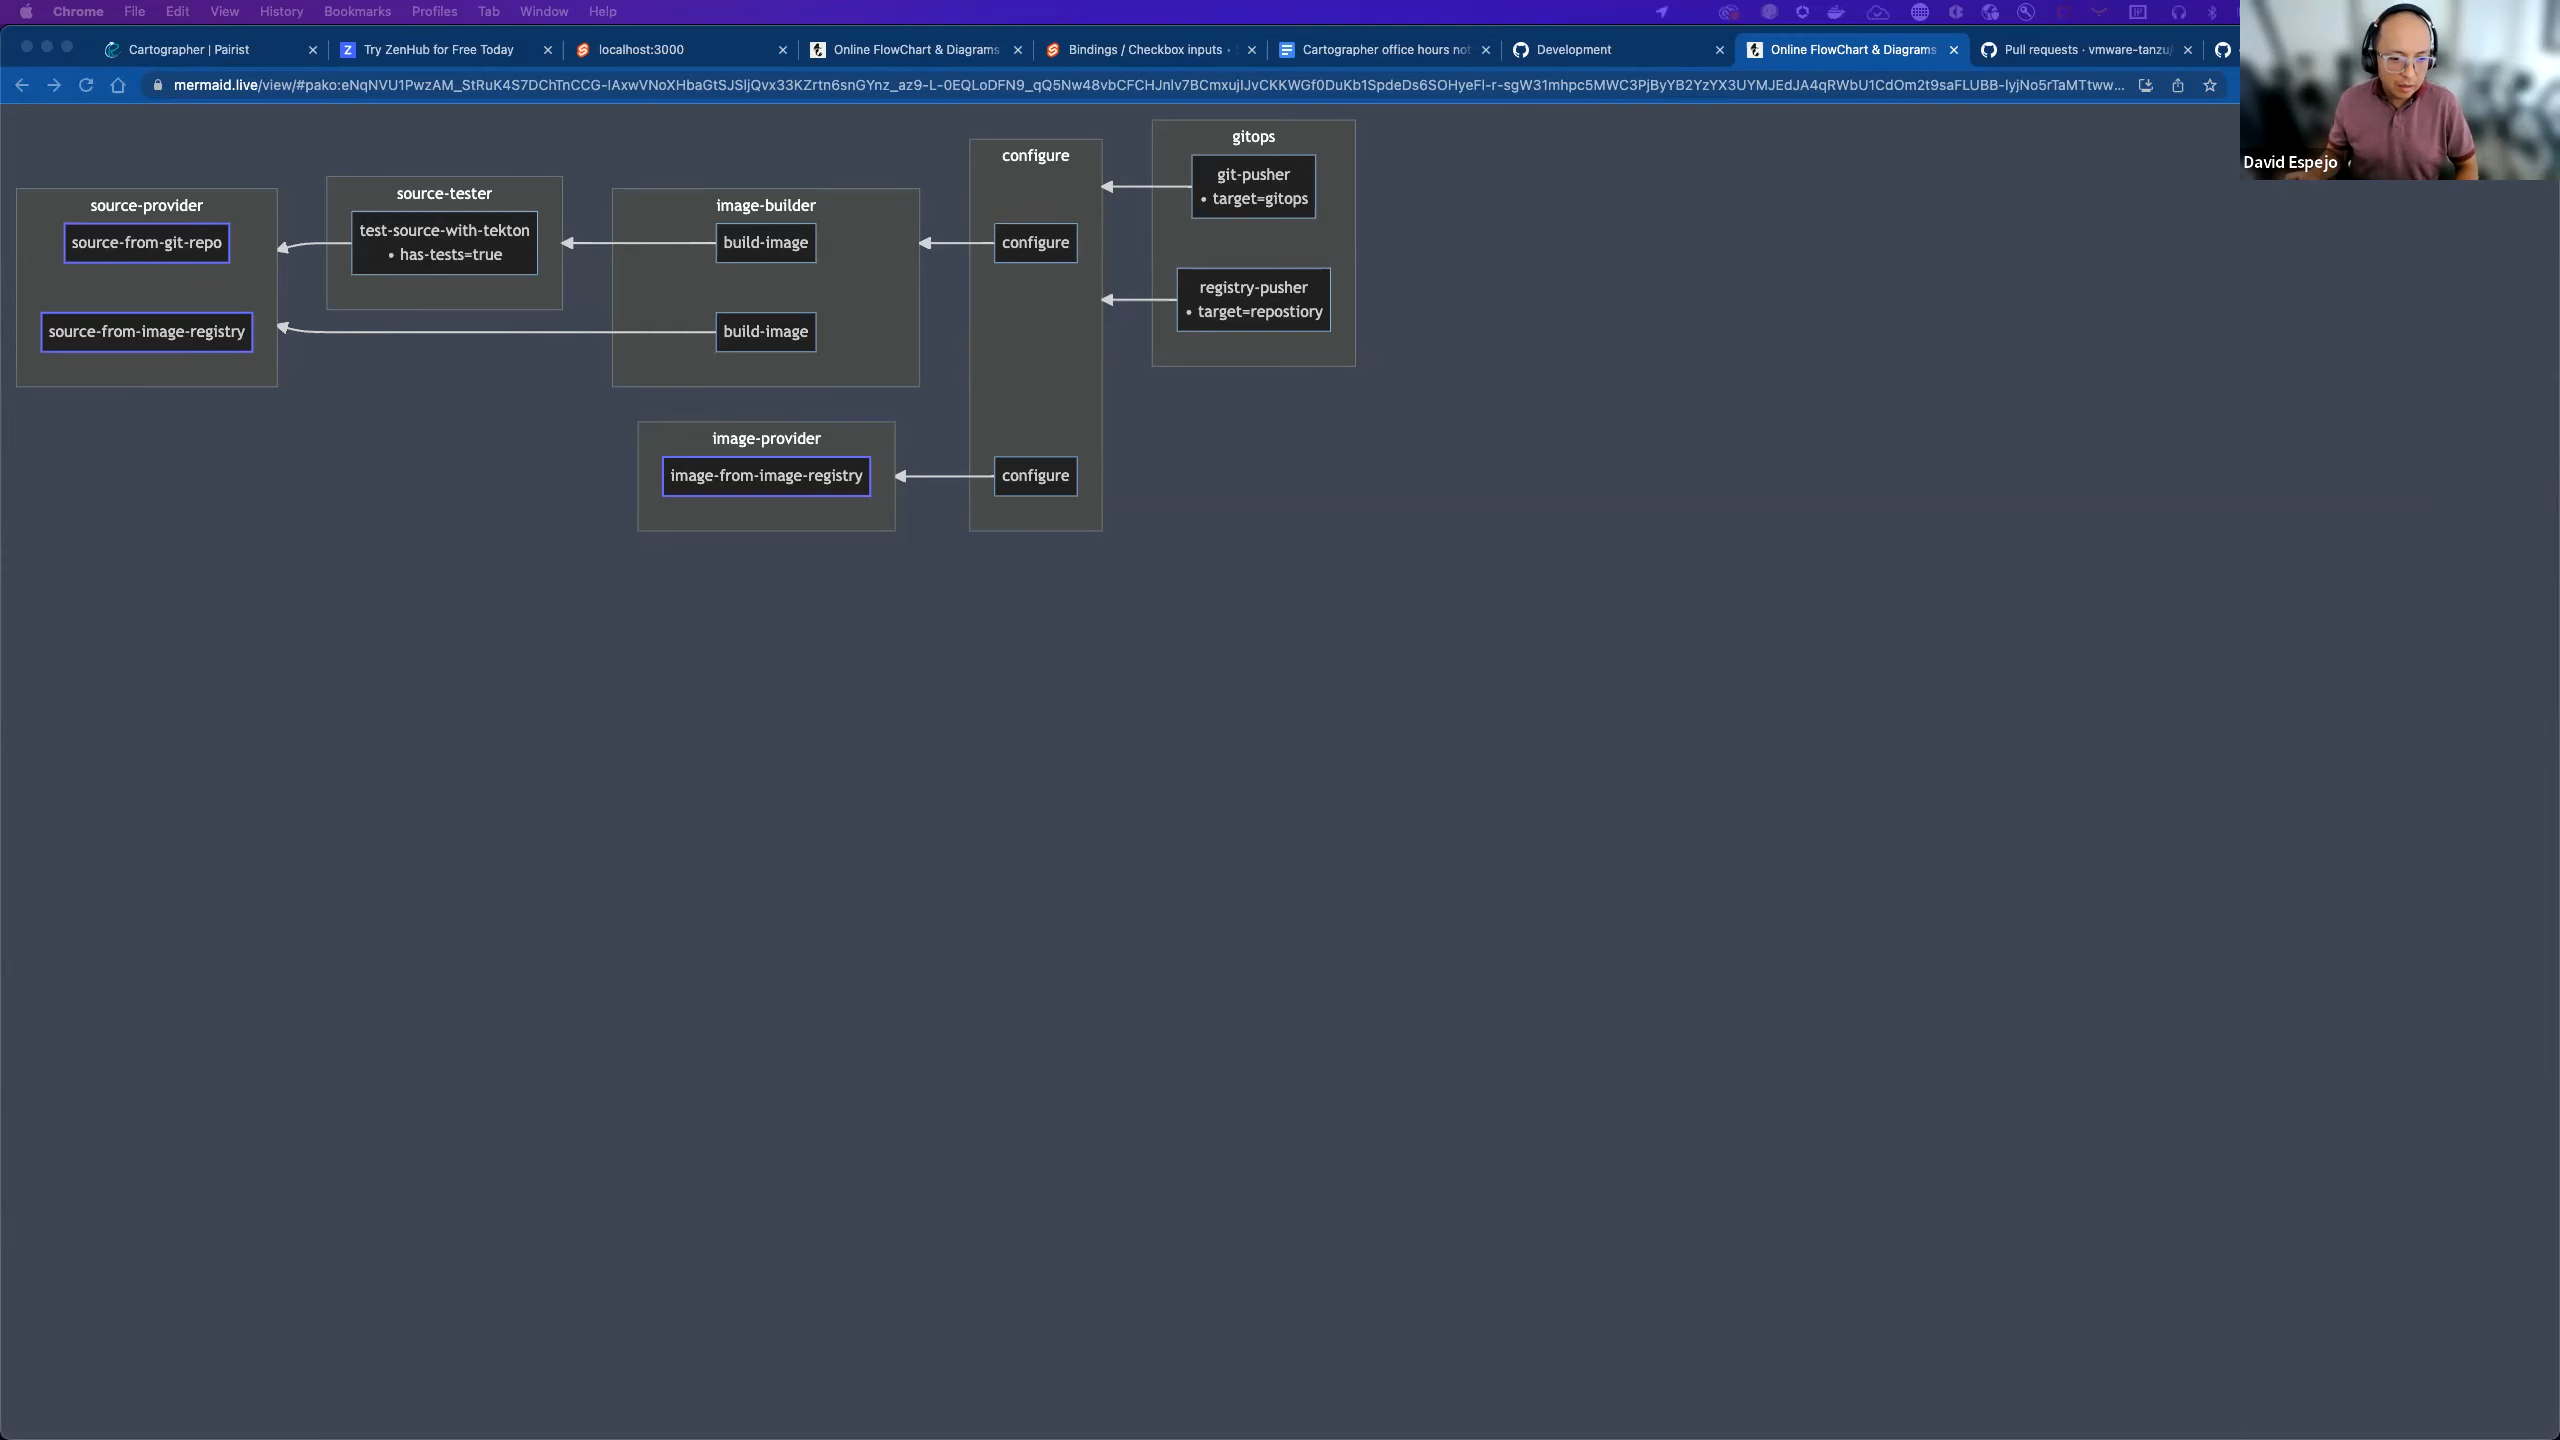 Chrome File Edit View History Bookmarks Profiles Tab Window Help
Cartographer | Pairist
Try ZenHub for Free Today
localhost:3000
Online FlowChart & Diagrams
Bindings / Checkbox inputs •
Cartographer office hours not
Development
Online FlowChart & Diagrams
Pull requests · vmware-tanzu/
mermaid.live/view/#pako:eNqNVU1PwzAM_StRuK4S7DChTnCCG-IAxwVNoXHbaGtSJSljQvx33KZrtn6snGYnz_az9-L-0EQLoDFN9_qQ5Nw48vbCFCHJnlv7BCmxujIJvCKKWGf0DuKb1SpdeDs6SOHyeFl-r-sgW31mhpc5MWC3PjByYB2YzYX3UYMJEdJA4qRWbU1CdOm2t9saFLUBB-lyjNo5rTaMTtww...
David Espejo
source-provider
source-from-git-repo
source-from-image-registry
source-tester
test-source-with-tekton
• has-tests=true
image-builder
build-image
build-image
image-provider
image-from-image-registry
configure
configure
configure
gitops
git-pusher
• target=gitops
registry-pusher
• target=repostiory